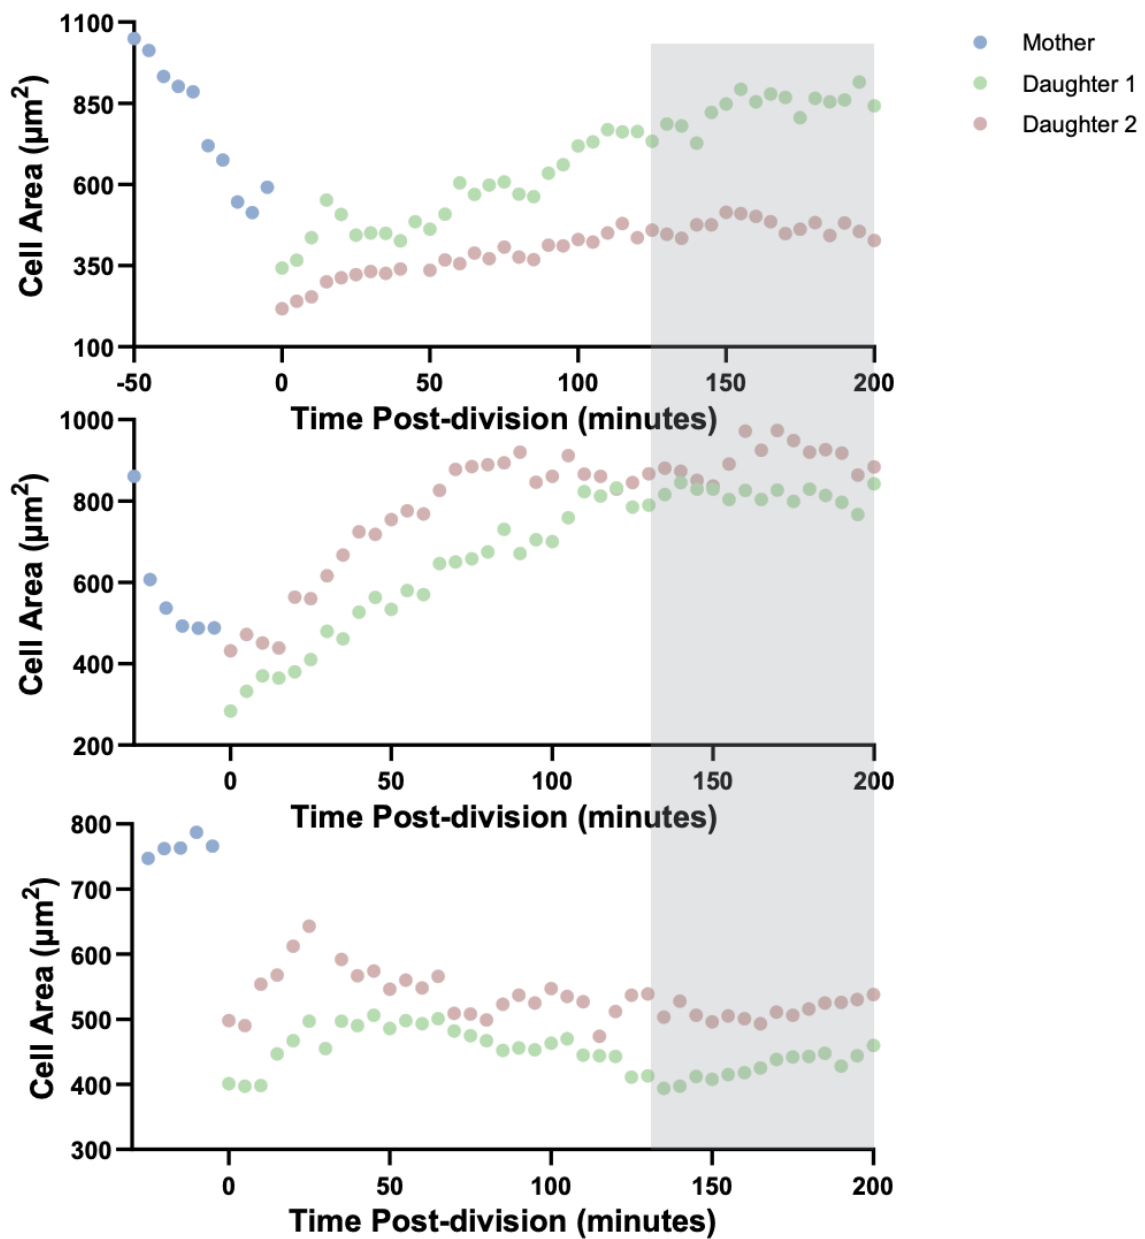 1100
850
600
350
100
Cell Area (µm²)
-50 0 50 100 150 200
Time Post-division (minutes)
Mother
Daughter 1
Daughter 2
1000
800
600
400
200
Cell Area (µm²)
0 50 100 150 200
Time Post-division (minutes)
800
700
600
500
400
300
Cell Area (µm²)
0 50 100 150 200
Time Post-division (minutes)